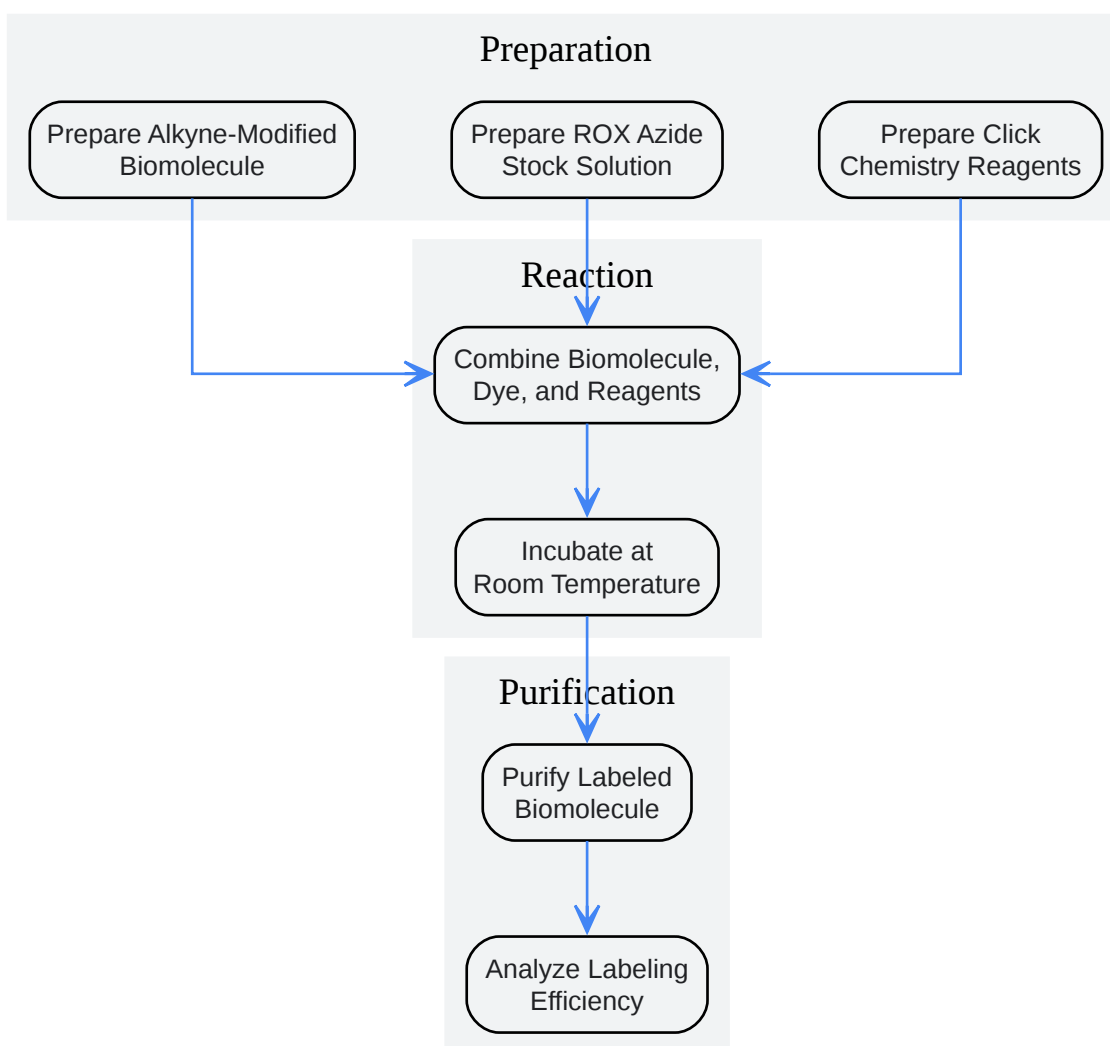 Preparation
Prepare Alkyne-Modified
Biomolecule
Prepare ROX Azide
Stock Solution
Prepare Click
Chemistry Reagents
Reaction
Combine Biomolecule,
Dye, and Reagents
Incubate at
Room Temperature
Purification
Purify Labeled
Biomolecule
Analyze Labeling
Efficiency